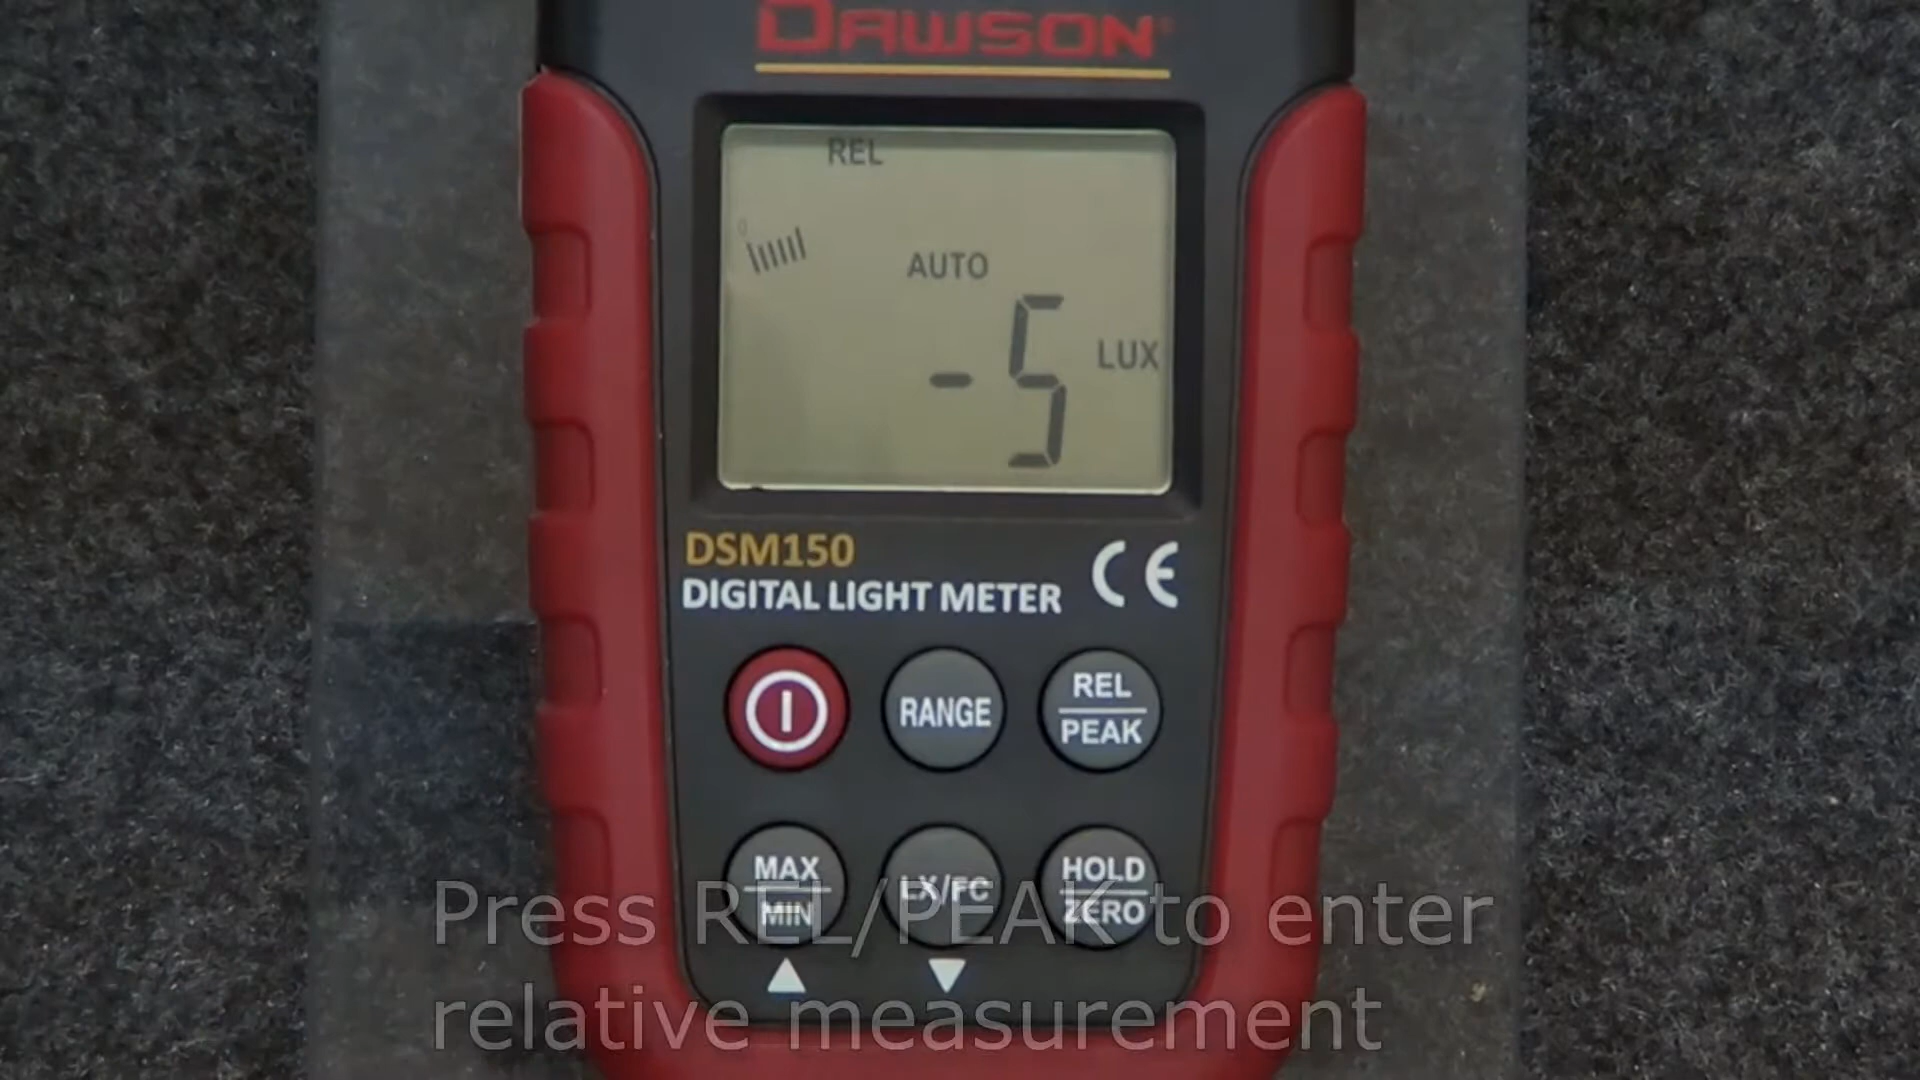 DAWSON
REL
0
AUTO
-5 LUX
DSM150
DIGITAL LIGHT METER CE
RANGE
REL
PEAK
MAX
MIN
LX/FC
HOLD
ZERO
Press REL/PEAK to enter
relative measurement